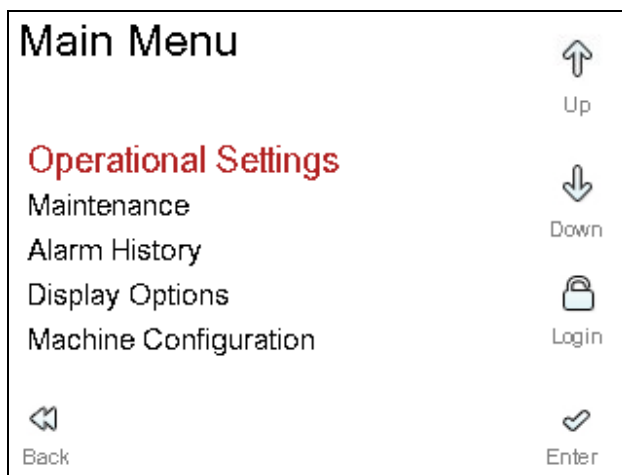 Main Menu
Up
Operational Settings
Maintenance
Down
Alarm History
Display Options
Machine Configuration
Login
Back
Enter